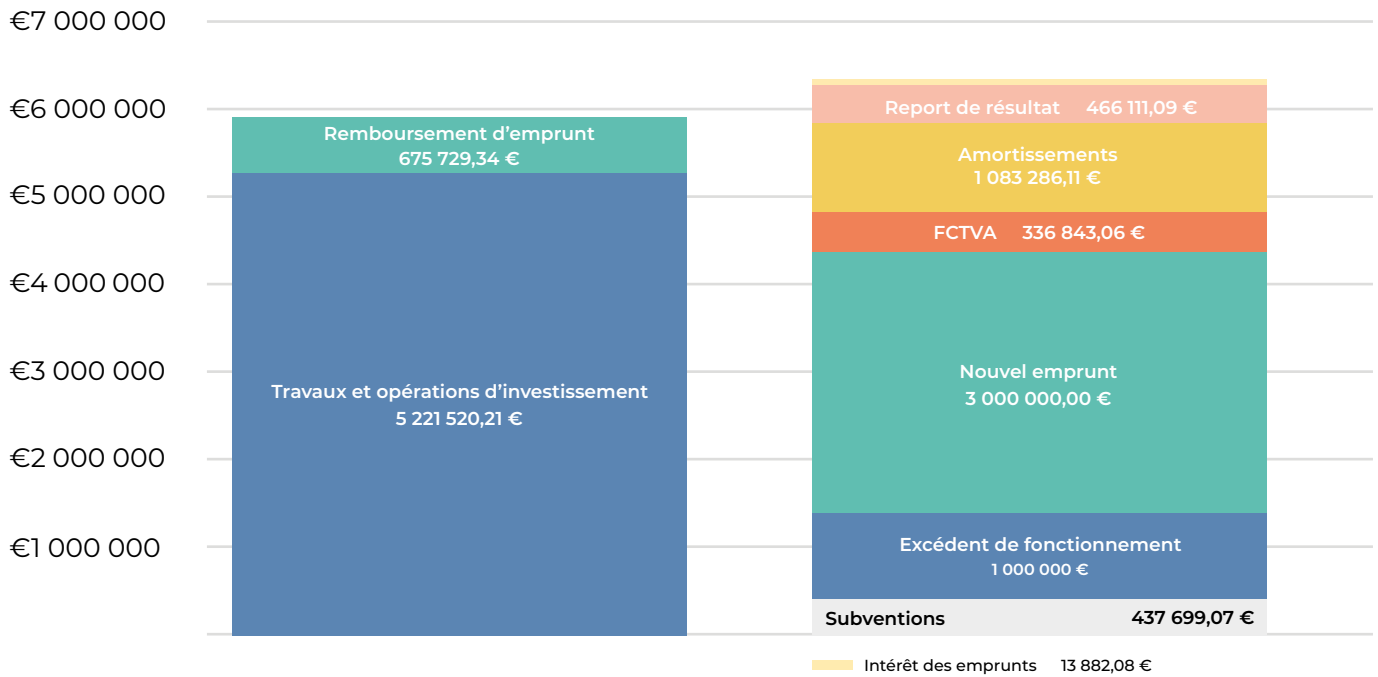 €7 000 000
€6 000 000
€5 000 000
€4 000 000
€3 000 000
€2 000 000
€1 000 000
Remboursement d'emprunt
675 729,34 €
Travaux et opérations d'investissement
5 221 520,21 €
Report de résultat 466 111,09 €
Amortissements
1 083 286,11 €
FCTVA 336 843,06 €
Nouvel emprunt
3 000 000,00 €
Excédent de fonctionnement
1 000 000 €
Subventions 437 699,07 €
Intérêt des emprunts 13 882,08 €